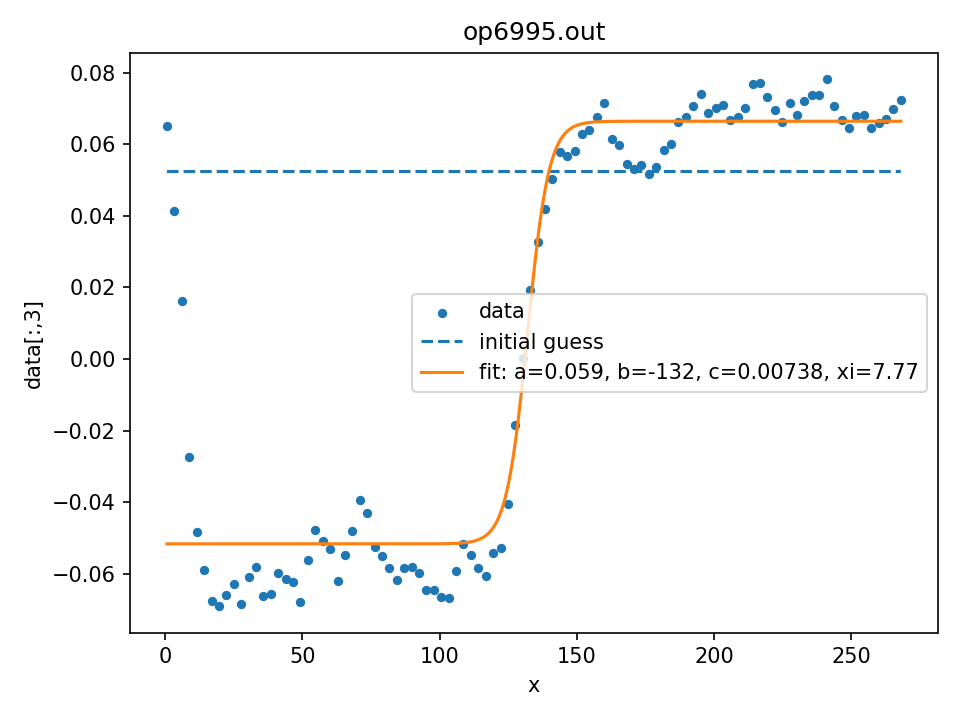 op6995.out
0.08
0.06
0.04
0.02
0.00
−0.02
−0.04
−0.06
data[:,3]
data
initial guess
fit: a=0.059, b=-132, c=0.00738, xi=7.77
0 50 100 150 200 250
x